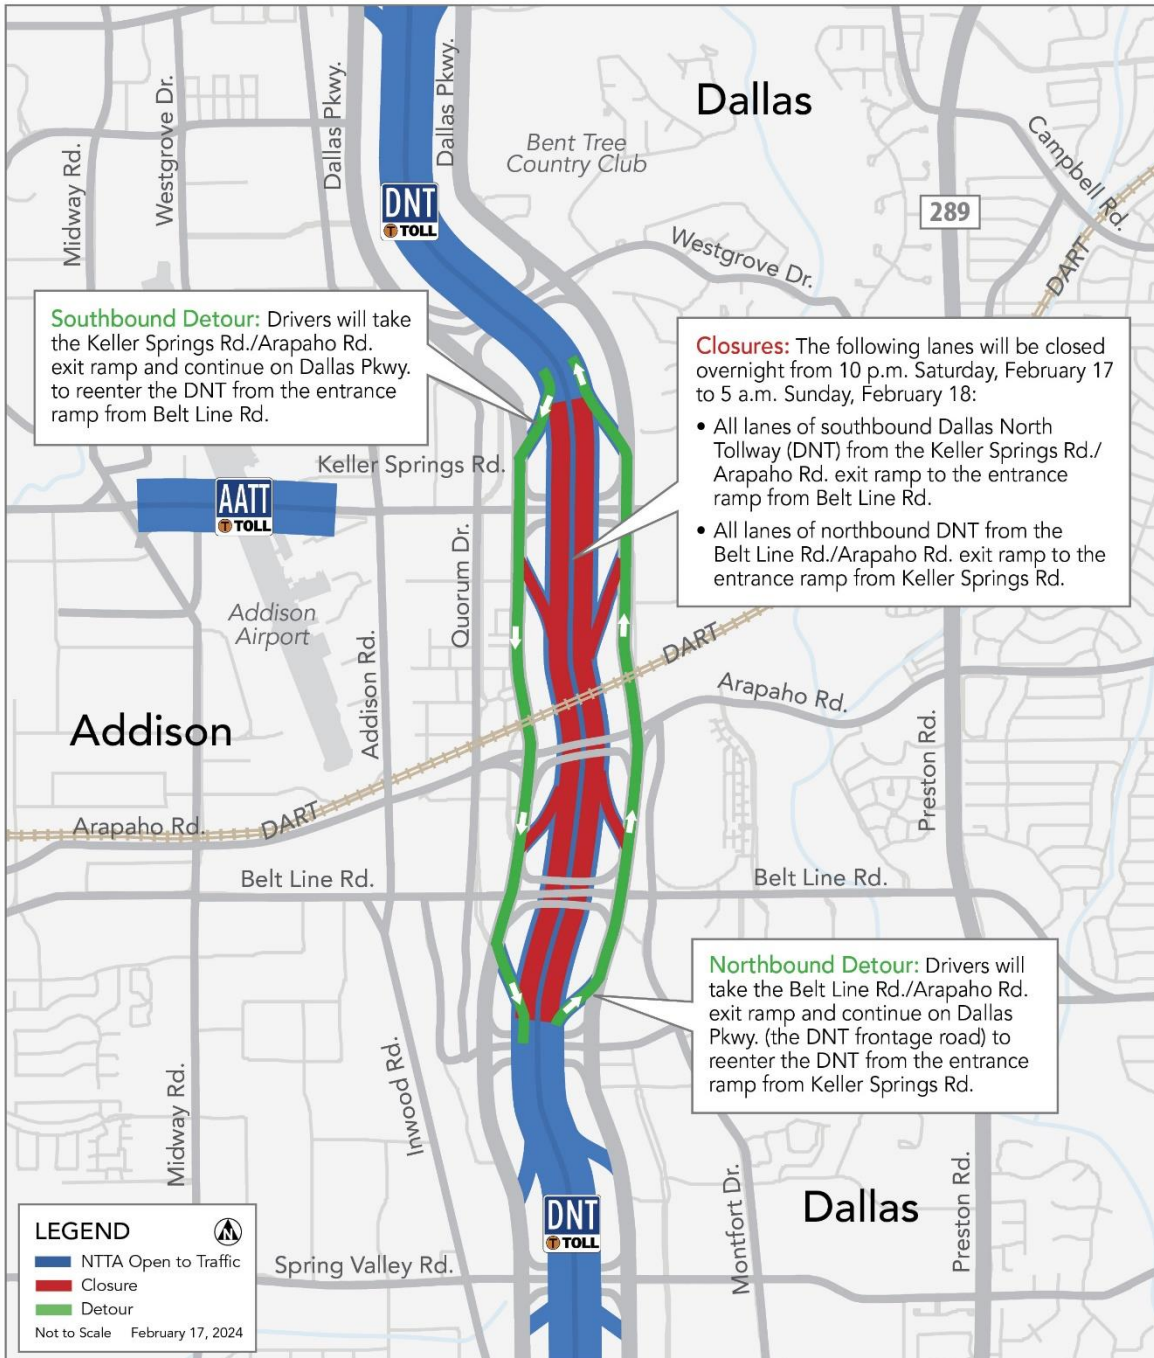 Dallas Pkwy.
Dallas Pkwy.
Dallas
Westgrove Dr.
Midway Rd.
Bent Tree
Country Club
Campbell Rd.
DNT
TOLL
289
DART
Westgrove Dr.
Southbound Detour: Drivers will take
the Keller Springs Rd./Arapaho Rd.
exit ramp and continue on Dallas Pkwy.
to reenter the DNT from the entrance
ramp from Belt Line Rd.
Closures: The following lanes will be closed
overnight from 10 p.m. Saturday, February 17
to 5 a.m. Sunday, February 18:
• All lanes of southbound Dallas North
Tollway (DNT) from the Keller Springs Rd./
Arapaho Rd. exit ramp to the entrance
ramp from Belt Line Rd.
• All lanes of northbound DNT from the
Belt Line Rd./Arapaho Rd. exit ramp to the
entrance ramp from Keller Springs Rd.
Keller Springs Rd.
AATT
TOLL
Quorum Dr.
Addison
Airport
DART
Addison Rd.
Arapaho Rd.
Addison
Preston Rd.
DART
Arapaho Rd.
Belt Line Rd.
Belt Line Rd.
Northbound Detour: Drivers will
take the Belt Line Rd./Arapaho Rd.
exit ramp and continue on Dallas
Pkwy. (the DNT frontage road) to
reenter the DNT from the entrance
ramp from Keller Springs Rd.
Inwood Rd.
Midway Rd.
Montfort Dr.
Preston Rd.
Dallas
DNT
TOLL
LEGEND
N
NTTA Open to Traffic
Closure
Detour
Not to Scale February 17, 2024
Spring Valley Rd.